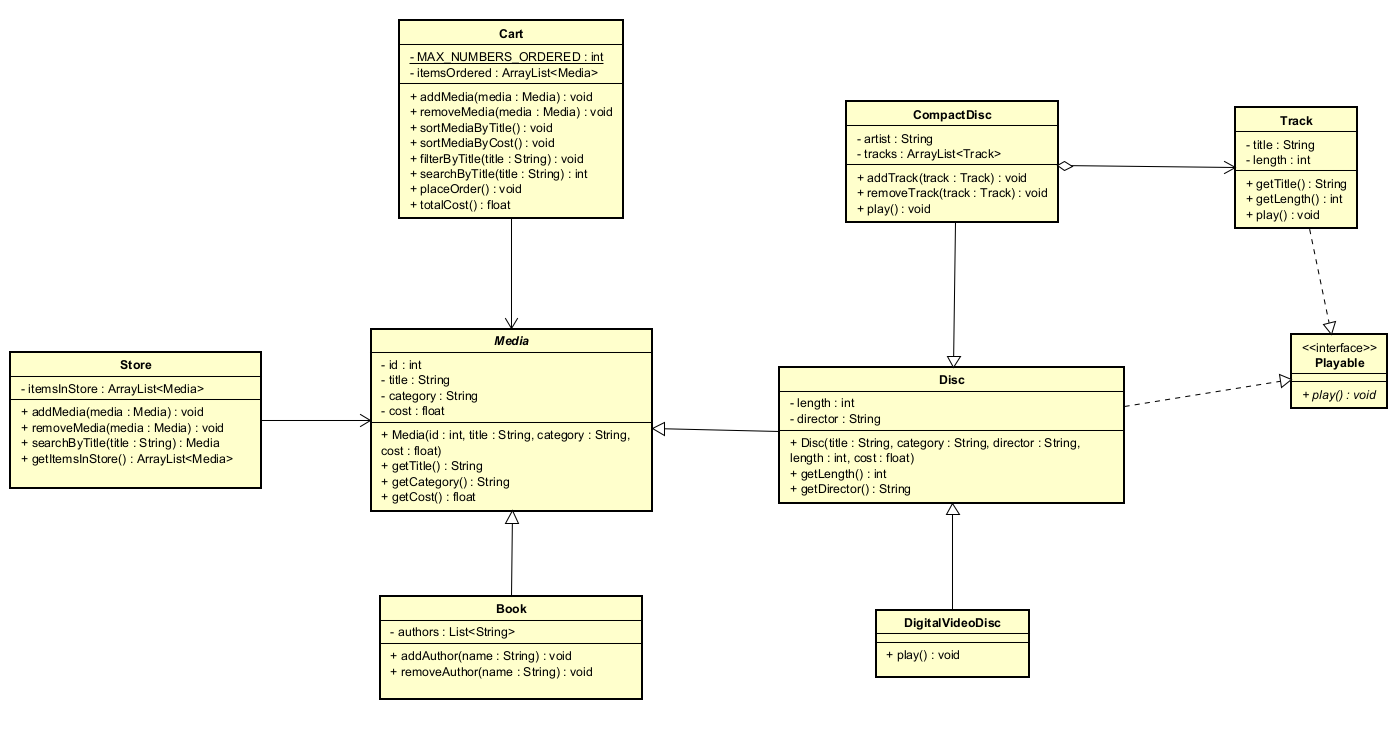 Cart
- MAX_NUMBERS_ORDERED : int
- itemsOrdered : ArrayList<Media>
+ addMedia(media : Media) : void
+ removeMedia(media : Media) : void
+ sortMediaByTitle() : void
+ sortMediaByCost() : void
+ filterByTitle(title : String) : void
+ searchByTitle(title : String) : int
+ placeOrder() : void
+ totalCost() : float
CompactDisc
- artist : String
- tracks : ArrayList<Track>
+ addTrack(track : Track) : void
+ removeTrack(track : Track) : void
+ play() : void
Track
- title : String
- length : int
+ getTitle() : String
+ getLength() : int
+ play() : void
Store
- itemsInStore : ArrayList<Media>
+ addMedia(media : Media) : void
+ removeMedia(media : Media) : void
+ searchByTitle(title : String) : Media
+ getItemsInStore() : ArrayList<Media>
Media
- id : int
- title : String
- category : String
- cost : float
+ Media(id : int, title : String, category : String,
cost : float)
+ getTitle() : String
+ getCategory() : String
+ getCost() : float
Disc
- length : int
- director : String
+ Disc(title : String, category : String, director : String,
length : int, cost : float)
+ getLength() : int
+ getDirector() : String
<<interface>>
Playable
+ play() : void
Book
- authors : List<String>
+ addAuthor(name : String) : void
+ removeAuthor(name : String) : void
DigitalVideoDisc
+ play() : void